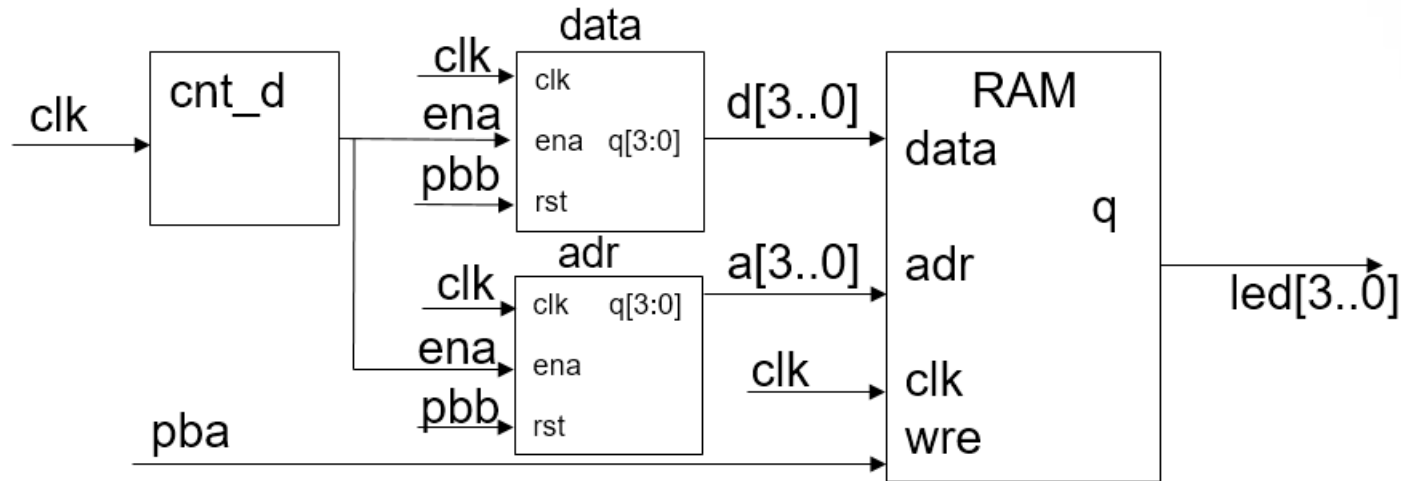 clk
cnt_d
data
clk
ena
pbb
clk
ena q[3:0]
rst
d[3..0]
adr
clk
ena
pbb
clk q[3:0]
ena
rst
a[3..0]
clk
pba
RAM
data
q
adr
clk
wre
led[3..0]